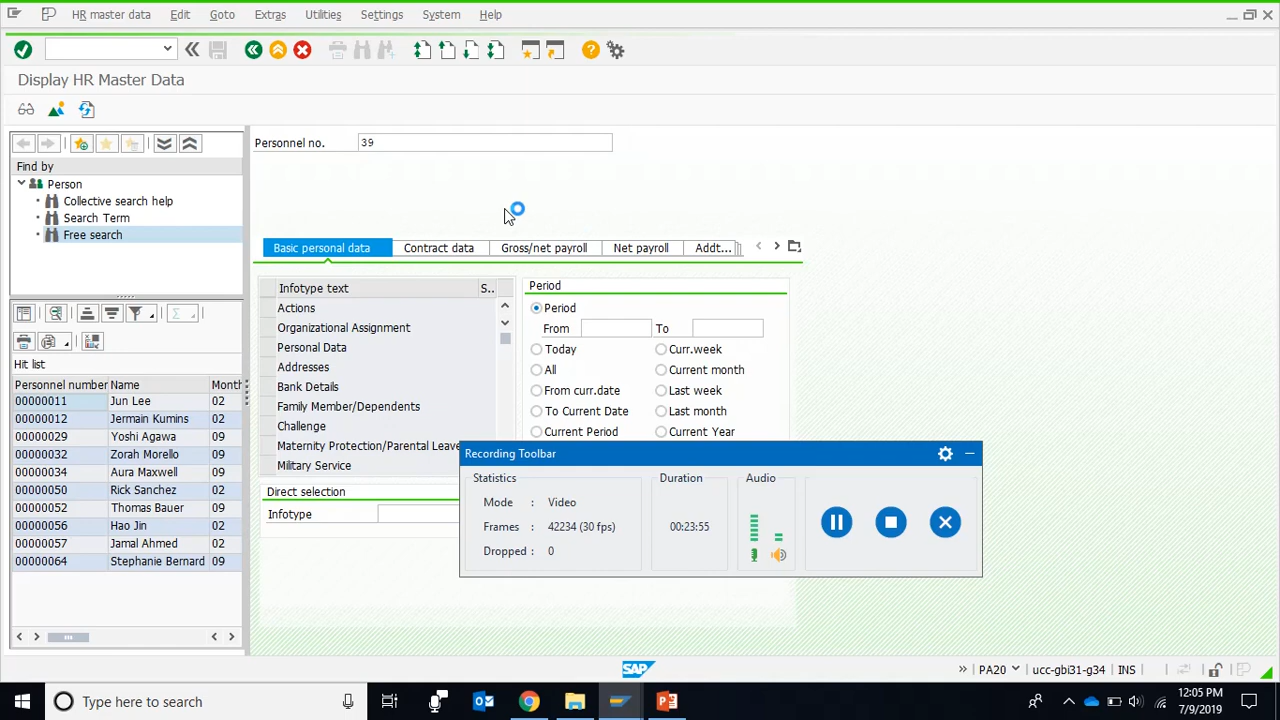 HR master data Edit Goto Extras Utilities Settings System Help
Display HR Master Data
Find by
Person
Collective search help
Search Term
Free search
Hit list
Personnel number Name Month
00000011 Jun Lee 02
00000012 Jermain Kumins 02
00000029 Yoshi Agawa 09
00000032 Zorah Morello 09
00000034 Aura Maxwell 09
00000050 Rick Sanchez 09
00000052 Thomas Bauer 09
00000056 Hao Jin 02
00000057 Jamal Ahmed 02
00000064 Stephanie Bernard 09
Personnel no. 39
Basic personal data Contract data Gross/net payroll Net payroll Addt...
Infotype text S..
Actions
Organizational Assignment
Personal Data
Addresses
Bank Details
Family Member/Dependents
Challenge
Maternity Protection/Parental Leave
Military Service
Period
Period
From To
Today Curr.week
All Current month
From curr.date Last week
To Current Date Last month
Current Period Current Year
Direct selection
Infotype
Recording Toolbar
Statistics
Mode : Video
Frames : 42234 (30 fps)
Dropped : 0
Duration
00:23:55
Audio
SAP
PA20 ucc-gbi31-g34 INS
Type here to search
12:05 PM
7/9/2019